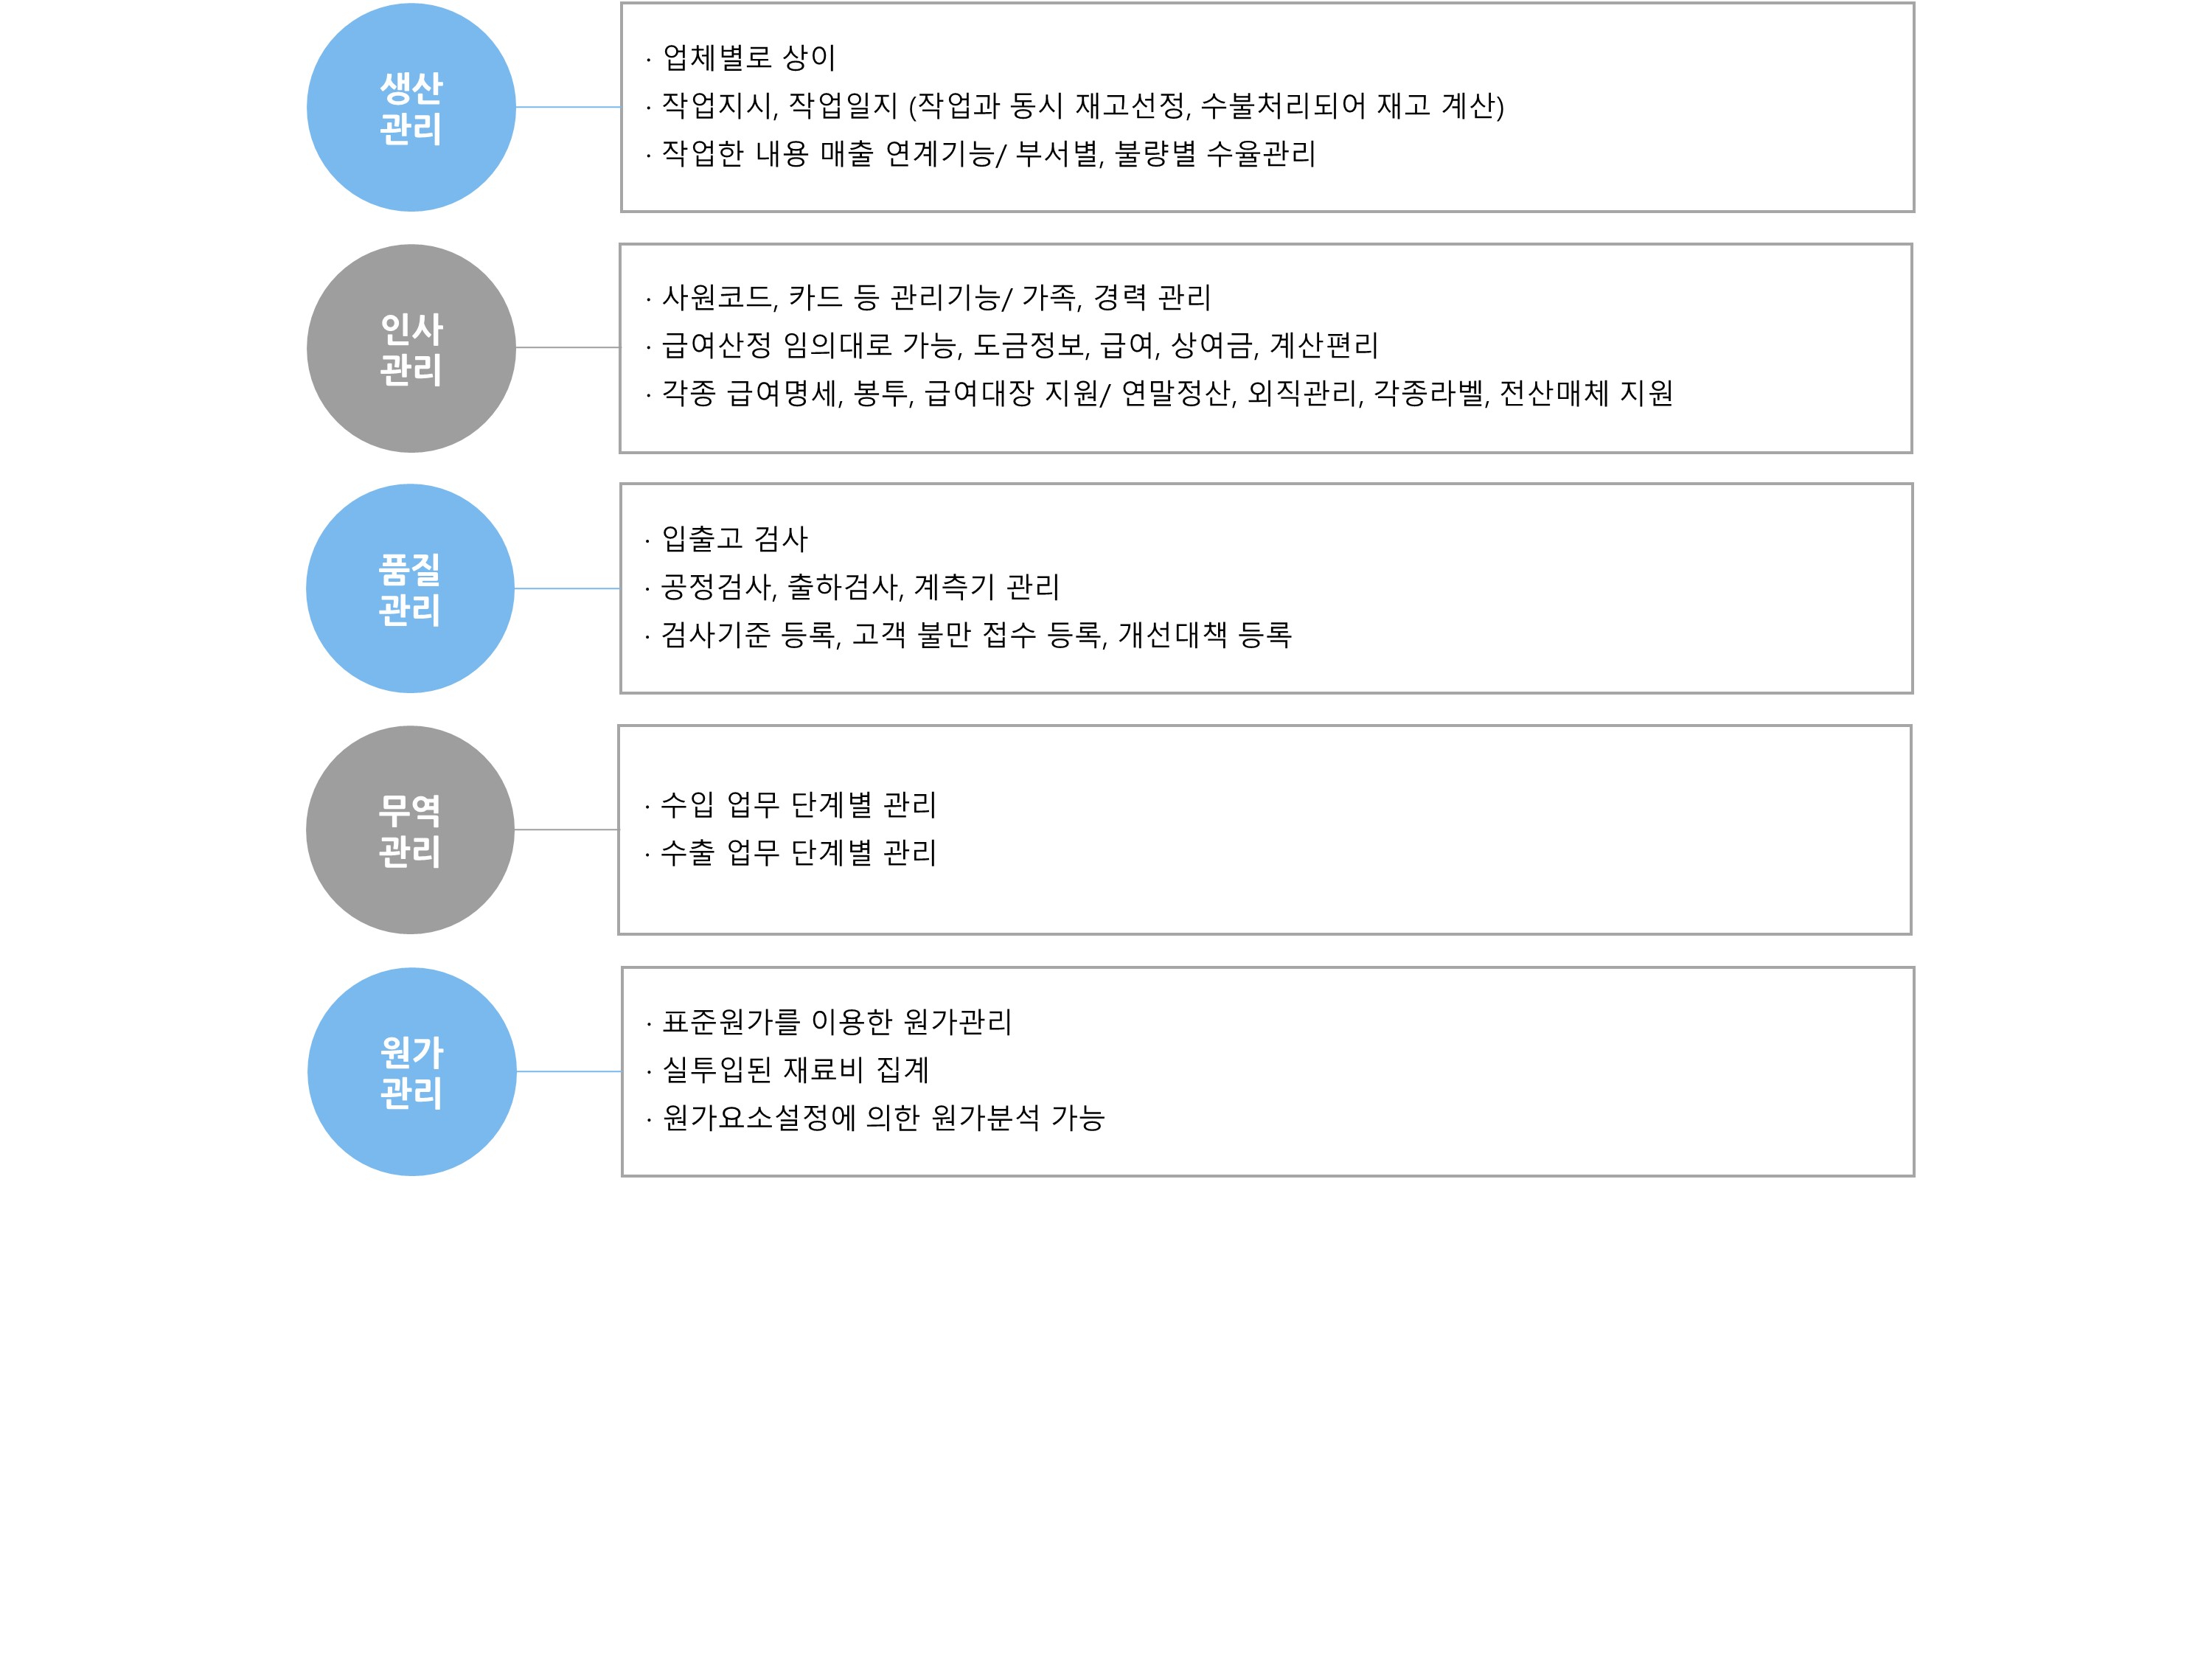 생산
관리
· 업체별로 상이
· 작업지시, 작업일지 (작업과 동시 재고선정, 수불처리되어 재고 계산)
· 작업한 내용 매출 연계기능/ 부서별, 불량별 수율관리
인사
관리
· 사원코드, 카드 등 관리기능/ 가족, 경력 관리
· 급여산정 임의대로 가능, 도금정보, 급여, 상여금, 계산편리
· 각종 급여명세, 봉투, 급여대장 지원/ 연말정산, 외직관리, 각종라벨, 전산매체 지원
품질
관리
· 입출고 검사
· 공정검사, 출하검사, 계측기 관리
· 검사기준 등록, 고객 불만 접수 등록, 개선대책 등록
무역
관리
· 수입 업무 단계별 관리
· 수출 업무 단계별 관리
원가
관리
· 표준원가를 이용한 원가관리
· 실투입된 재료비 집계
· 원가요소설정에 의한 원가분석 가능